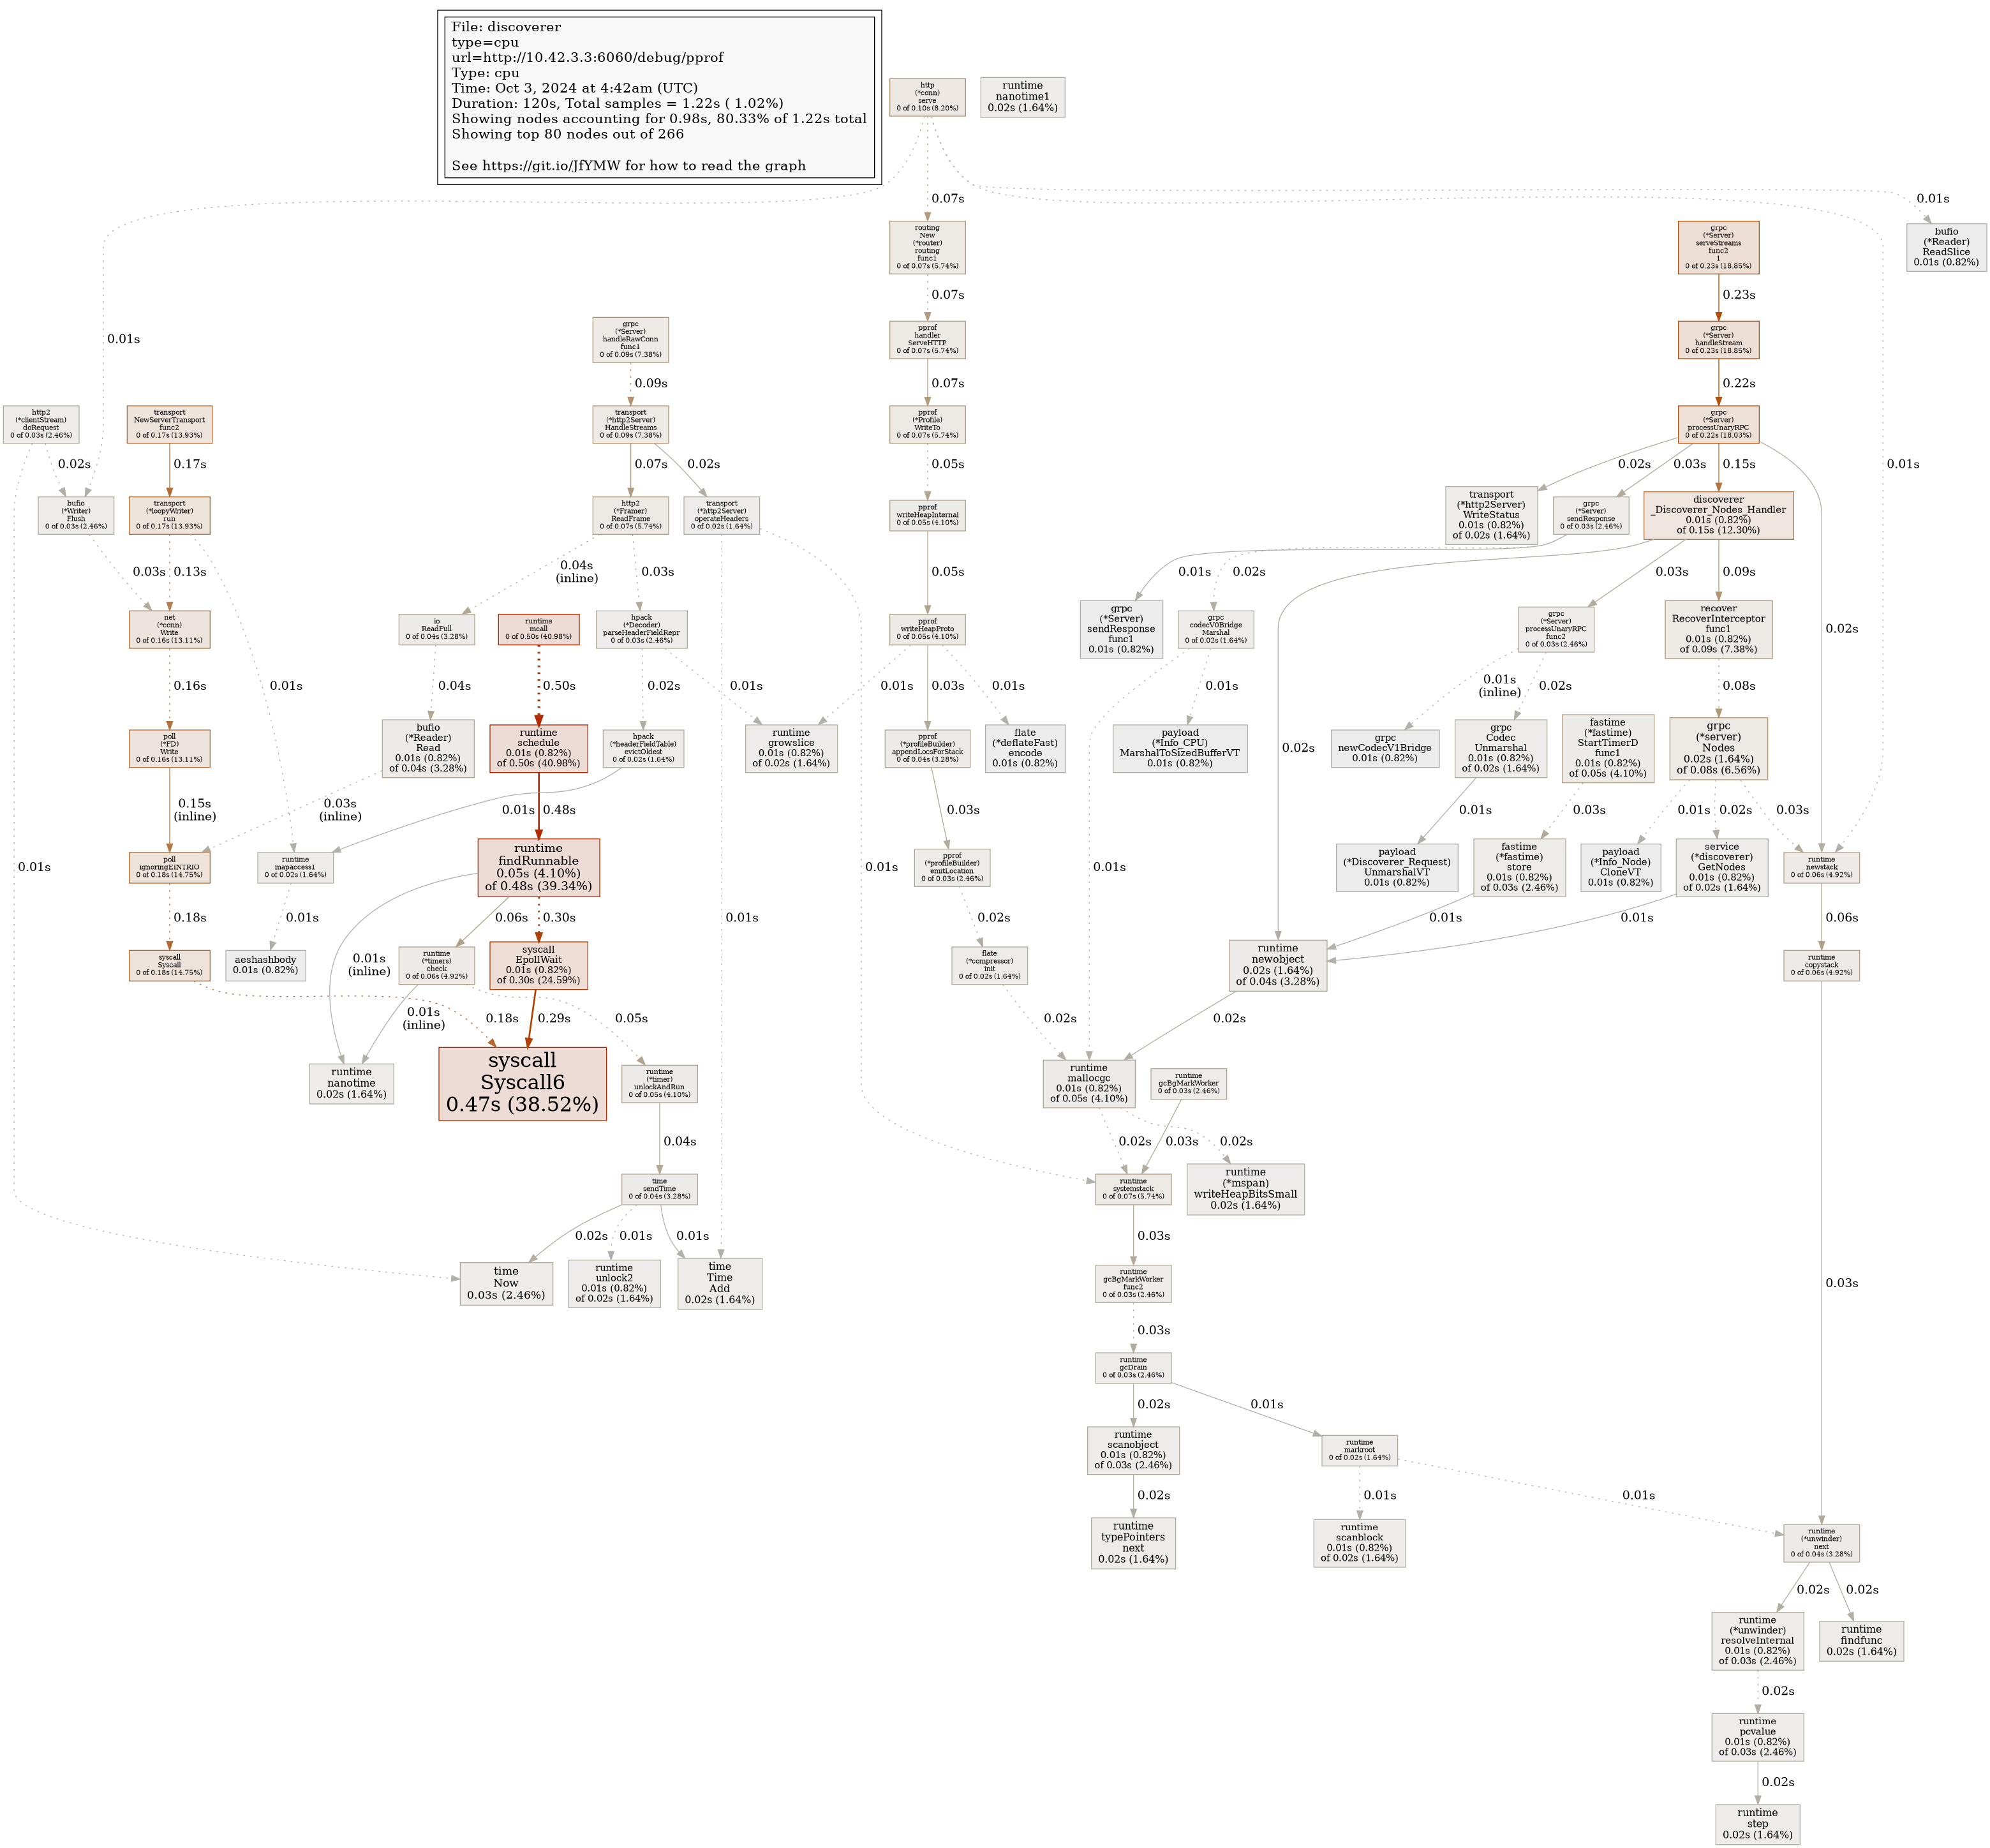 File: discoverer
type=cpu
url=http://10.42.3.3:6060/debug/pprof
Type: cpu
Time: Oct 3, 2024 at 4:42am (UTC)
Duration: 120s, Total samples = 1.22s ( 1.02%)
Showing nodes accounting for 0.98s, 80.33% of 1.22s total
Showing top 80 nodes out of 266
See https://git.io/JfYMW for how to read the graph
http
(*conn)
serve
0 of 0.10s (8.20%)
runtime
nanotime1
0.02s (1.64%)
0.07s
0.01s
routing
New
(*router)
routing
func1
0 of 0.07s (5.74%)
grpc
(*Server)
serveStreams
func2
1
0 of 0.23s (18.85%)
bufio
(*Reader)
ReadSlice
0.01s (0.82%)
0.07s
0.23s
grpc
(*Server)
handleRawConn
func1
0 of 0.09s (7.38%)
pprof
handler
ServeHTTP
0 of 0.07s (5.74%)
grpc
(*Server)
handleStream
0 of 0.23s (18.85%)
0.01s
0.09s
0.07s
0.22s
http2
(*clientStream)
doRequest
0 of 0.03s (2.46%)
transport
NewServerTransport
func2
0 of 0.17s (13.93%)
transport
(*http2Server)
HandleStreams
0 of 0.09s (7.38%)
pprof
(*Profile)
WriteTo
0 of 0.07s (5.74%)
grpc
(*Server)
processUnaryRPC
0 of 0.22s (18.03%)
0.02s
0.17s
0.07s
0.02s
0.05s
0.02s
0.03s
0.15s
0.01s
bufio
(*Writer)
Flush
0 of 0.03s (2.46%)
transport
(*loopyWriter)
run
0 of 0.17s (13.93%)
http2
(*Framer)
ReadFrame
0 of 0.07s (5.74%)
transport
(*http2Server)
operateHeaders
0 of 0.02s (1.64%)
pprof
writeHeapInternal
0 of 0.05s (4.10%)
transport
(*http2Server)
WriteStatus
0.01s (0.82%)
of 0.02s (1.64%)
grpc
(*Server)
sendResponse
0 of 0.03s (2.46%)
discoverer
_Discoverer_Nodes_Handler
0.01s (0.82%)
of 0.15s (12.30%)
0.03s
0.13s
0.04s
(inline)
0.03s
0.05s
0.01s
0.02s
0.03s
0.09s
net
(*conn)
Write
0 of 0.16s (13.11%)
io
ReadFull
0 of 0.04s (3.28%)
runtime
mcall
0 of 0.50s (40.98%)
hpack
(*Decoder)
parseHeaderFieldRepr
0 of 0.03s (2.46%)
pprof
writeHeapProto
0 of 0.05s (4.10%)
grpc
(*Server)
sendResponse
func1
0.01s (0.82%)
grpc
codecV0Bridge
Marshal
0 of 0.02s (1.64%)
grpc
(*Server)
processUnaryRPC
func2
0 of 0.03s (2.46%)
recover
RecoverInterceptor
func1
0.01s (0.82%)
of 0.09s (7.38%)
0.02s
0.16s
0.01s
0.04s
0.50s
0.02s
0.01s
0.01s
0.03s
0.01s
0.01s
0.01s
(inline)
0.02s
0.08s
poll
(*FD)
Write
0 of 0.16s (13.11%)
bufio
(*Reader)
Read
0.01s (0.82%)
of 0.04s (3.28%)
runtime
schedule
0.01s (0.82%)
of 0.50s (40.98%)
hpack
(*headerFieldTable)
evictOldest
0 of 0.02s (1.64%)
runtime
growslice
0.01s (0.82%)
of 0.02s (1.64%)
pprof
(*profileBuilder)
appendLocsForStack
0 of 0.04s (3.28%)
flate
(*deflateFast)
encode
0.01s (0.82%)
payload
(*Info_CPU)
MarshalToSizedBufferVT
0.01s (0.82%)
grpc
newCodecV1Bridge
0.01s (0.82%)
grpc
Codec
Unmarshal
0.01s (0.82%)
of 0.02s (1.64%)
fastime
(*fastime)
StartTimerD
func1
0.01s (0.82%)
of 0.05s (4.10%)
grpc
(*server)
Nodes
0.02s (1.64%)
of 0.08s (6.56%)
0.02s
0.15s
(inline)
0.03s
(inline)
0.01s
0.48s
0.03s
0.01s
0.03s
0.01s
0.02s
0.03s
0.01s
poll
ignoringEINTRIO
0 of 0.18s (14.75%)
runtime
mapaccess1
0 of 0.02s (1.64%)
runtime
findRunnable
0.05s (4.10%)
of 0.48s (39.34%)
pprof
(*profileBuilder)
emitLocation
0 of 0.03s (2.46%)
0.01s
0.01s
payload
(*Discoverer_Request)
UnmarshalVT
0.01s (0.82%)
fastime
(*fastime)
store
0.01s (0.82%)
of 0.03s (2.46%)
payload
(*Info_Node)
CloneVT
0.01s (0.82%)
service
(*discoverer)
GetNodes
0.01s (0.82%)
of 0.02s (1.64%)
runtime
newstack
0 of 0.06s (4.92%)
0.18s
0.01s
0.06s
0.30s
0.01s
0.02s
0.01s
0.01s
0.06s
syscall
Syscall
0 of 0.18s (14.75%)
aeshashbody
0.01s (0.82%)
0.01s
(inline)
runtime
(*timers)
check
0 of 0.06s (4.92%)
syscall
EpollWait
0.01s (0.82%)
of 0.30s (24.59%)
flate
(*compressor)
init
0 of 0.02s (1.64%)
runtime
newobject
0.02s (1.64%)
of 0.04s (3.28%)
runtime
copystack
0 of 0.06s (4.92%)
0.18s
0.01s
(inline)
0.29s
0.05s
0.02s
0.02s
runtime
nanotime
0.02s (1.64%)
syscall
Syscall6
0.47s (38.52%)
runtime
(*timer)
unlockAndRun
0 of 0.05s (4.10%)
runtime
mallocgc
0.01s (0.82%)
of 0.05s (4.10%)
runtime
gcBgMarkWorker
0 of 0.03s (2.46%)
0.04s
0.02s
0.03s
0.02s
time
sendTime
0 of 0.04s (3.28%)
runtime
systemstack
0 of 0.07s (5.74%)
runtime
(*mspan)
writeHeapBitsSmall
0.02s (1.64%)
0.02s
0.01s
0.01s
0.03s
time
Now
0.03s (2.46%)
runtime
unlock2
0.01s (0.82%)
of 0.02s (1.64%)
time
Time
Add
0.02s (1.64%)
runtime
gcBgMarkWorker
func2
0 of 0.03s (2.46%)
0.03s
0.03s
runtime
gcDrain
0 of 0.03s (2.46%)
0.02s
0.01s
runtime
scanobject
0.01s (0.82%)
of 0.03s (2.46%)
runtime
markroot
0 of 0.02s (1.64%)
0.02s
0.01s
0.01s
runtime
typePointers
next
0.02s (1.64%)
runtime
scanblock
0.01s (0.82%)
of 0.02s (1.64%)
runtime
(*unwinder)
next
0 of 0.04s (3.28%)
0.02s
0.02s
runtime
(*unwinder)
resolveInternal
0.01s (0.82%)
of 0.03s (2.46%)
runtime
findfunc
0.02s (1.64%)
0.02s
runtime
pcvalue
0.01s (0.82%)
of 0.03s (2.46%)
0.02s
runtime
step
0.02s (1.64%)